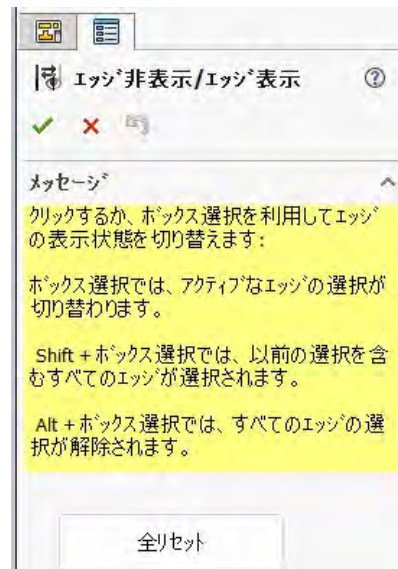 エッジ非表示/エッジ表示
メッセージ
クリックするか、ボックス選択を利用してエッジ
の表示状態を切り替えます:
ボックス選択では、アクティブなエッジの選択が
切り替わります。
Shift + ボックス選択では、以前の選択を含
むすべてのエッジが選択されます。
Alt + ボックス選択では、すべてのエッジの選
択が解除されます。
全リセット